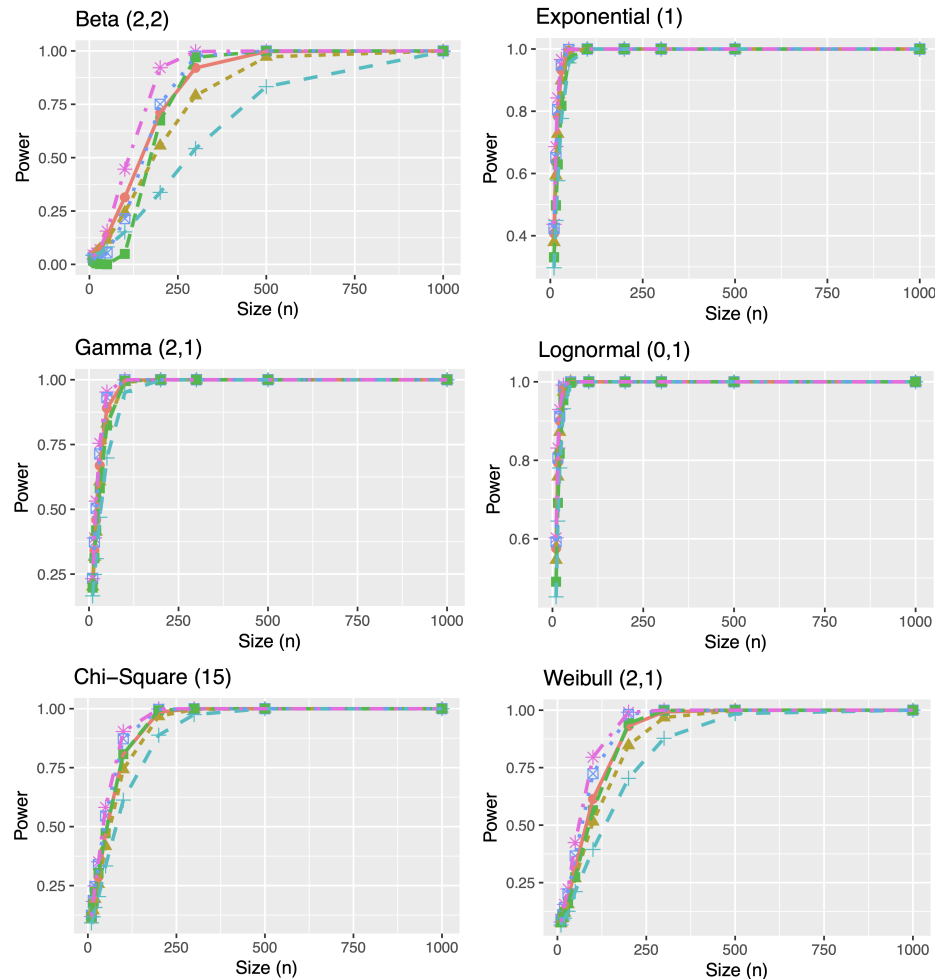 Beta (2,2)
1.00
0.75
0.50
0.25
0.00
Power
0 250 500 750 1000
Size (n)
Exponential (1)
1.0
0.8
0.6
0.4
Power
0 250 500 750 1000
Size (n)
Gamma (2,1)
1.00
0.75
0.50
0.25
Power
0 250 500 750 1000
Size (n)
Lognormal (0,1)
1.0
0.8
0.6
Power
0 250 500 750 1000
Size (n)
Chi−Square (15)
1.00
0.75
0.50
0.25
Power
0 250 500 750 1000
Size (n)
Weibull (2,1)
1.00
0.75
0.50
0.25
Power
0 250 500 750 1000
Size (n)